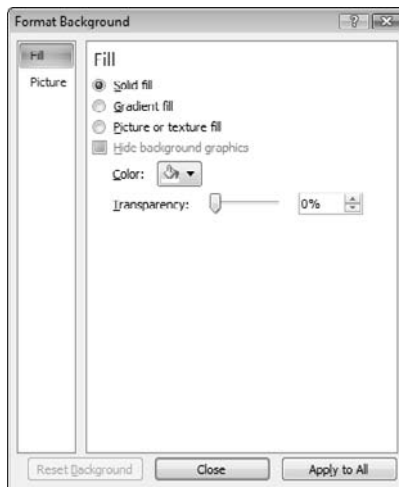 Format Background
Fill
Picture
Fill
Solid fill
Gradient fill
Picture or texture fill
Hide background graphics
Color:
Transparency: 0%
Reset Background Close Apply to All